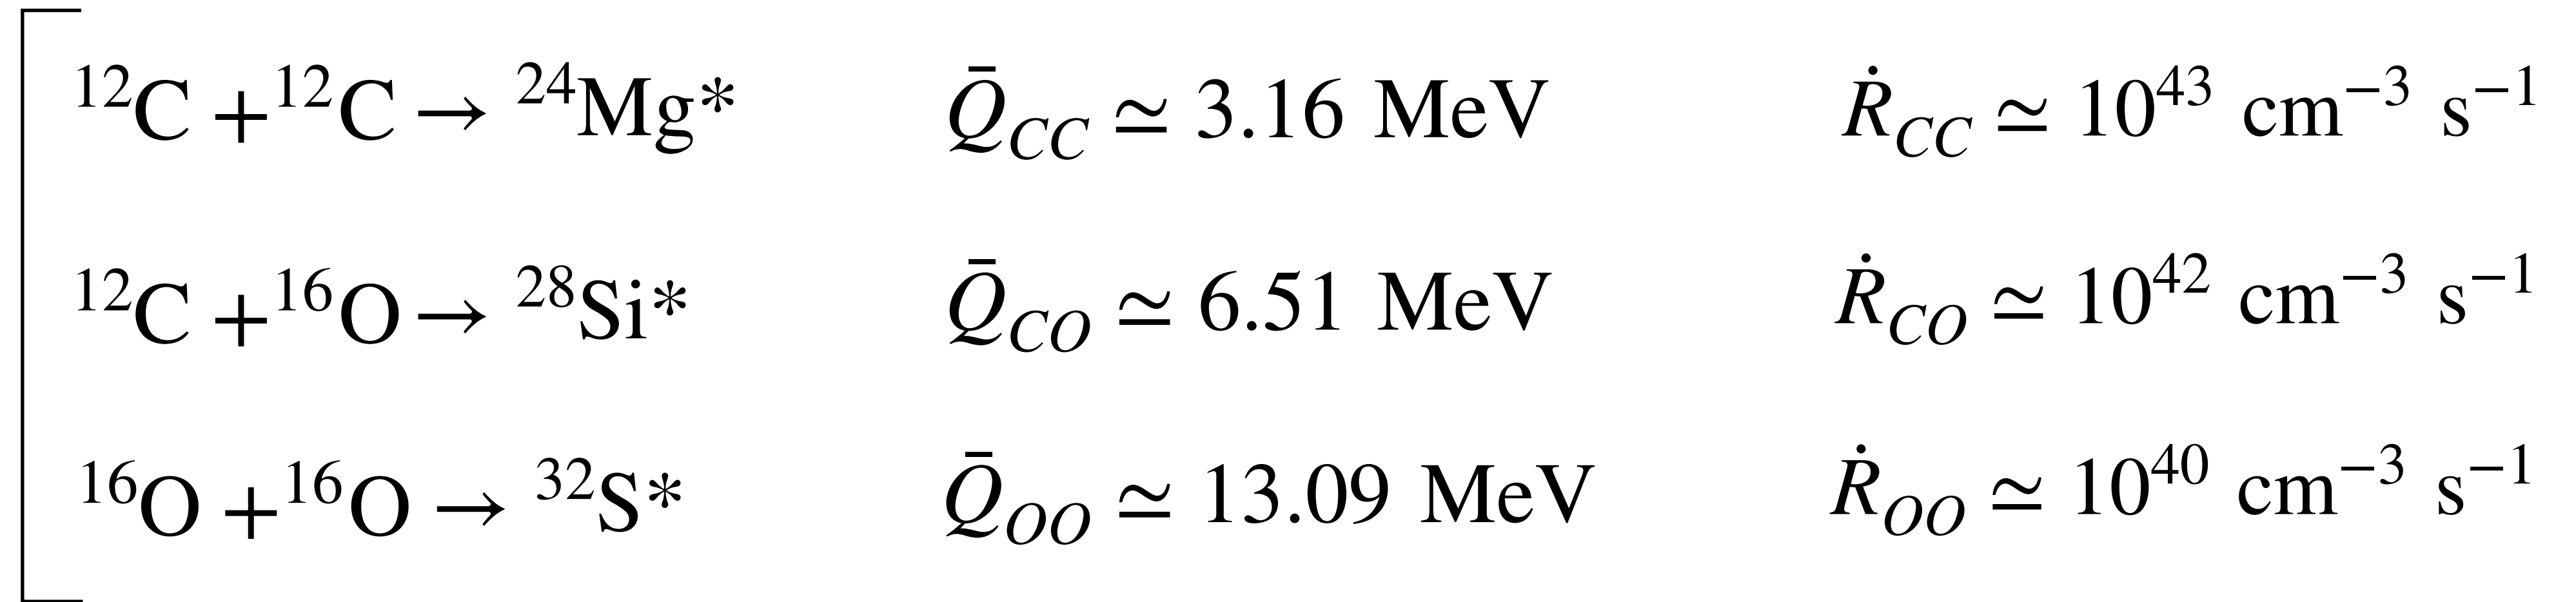 ¹²C + ¹²C → ²⁴Mg* Q̄_CC ≃ 3.16 MeV Ṙ_CC ≃ 10⁴³ cm⁻³ s⁻¹
¹²C + ¹⁶O → ²⁸Si* Q̄_CO ≃ 6.51 MeV Ṙ_CO ≃ 10⁴² cm⁻³ s⁻¹
¹⁶O + ¹⁶O → ³²S* Q̄_OO ≃ 13.09 MeV Ṙ_OO ≃ 10⁴⁰ cm⁻³ s⁻¹